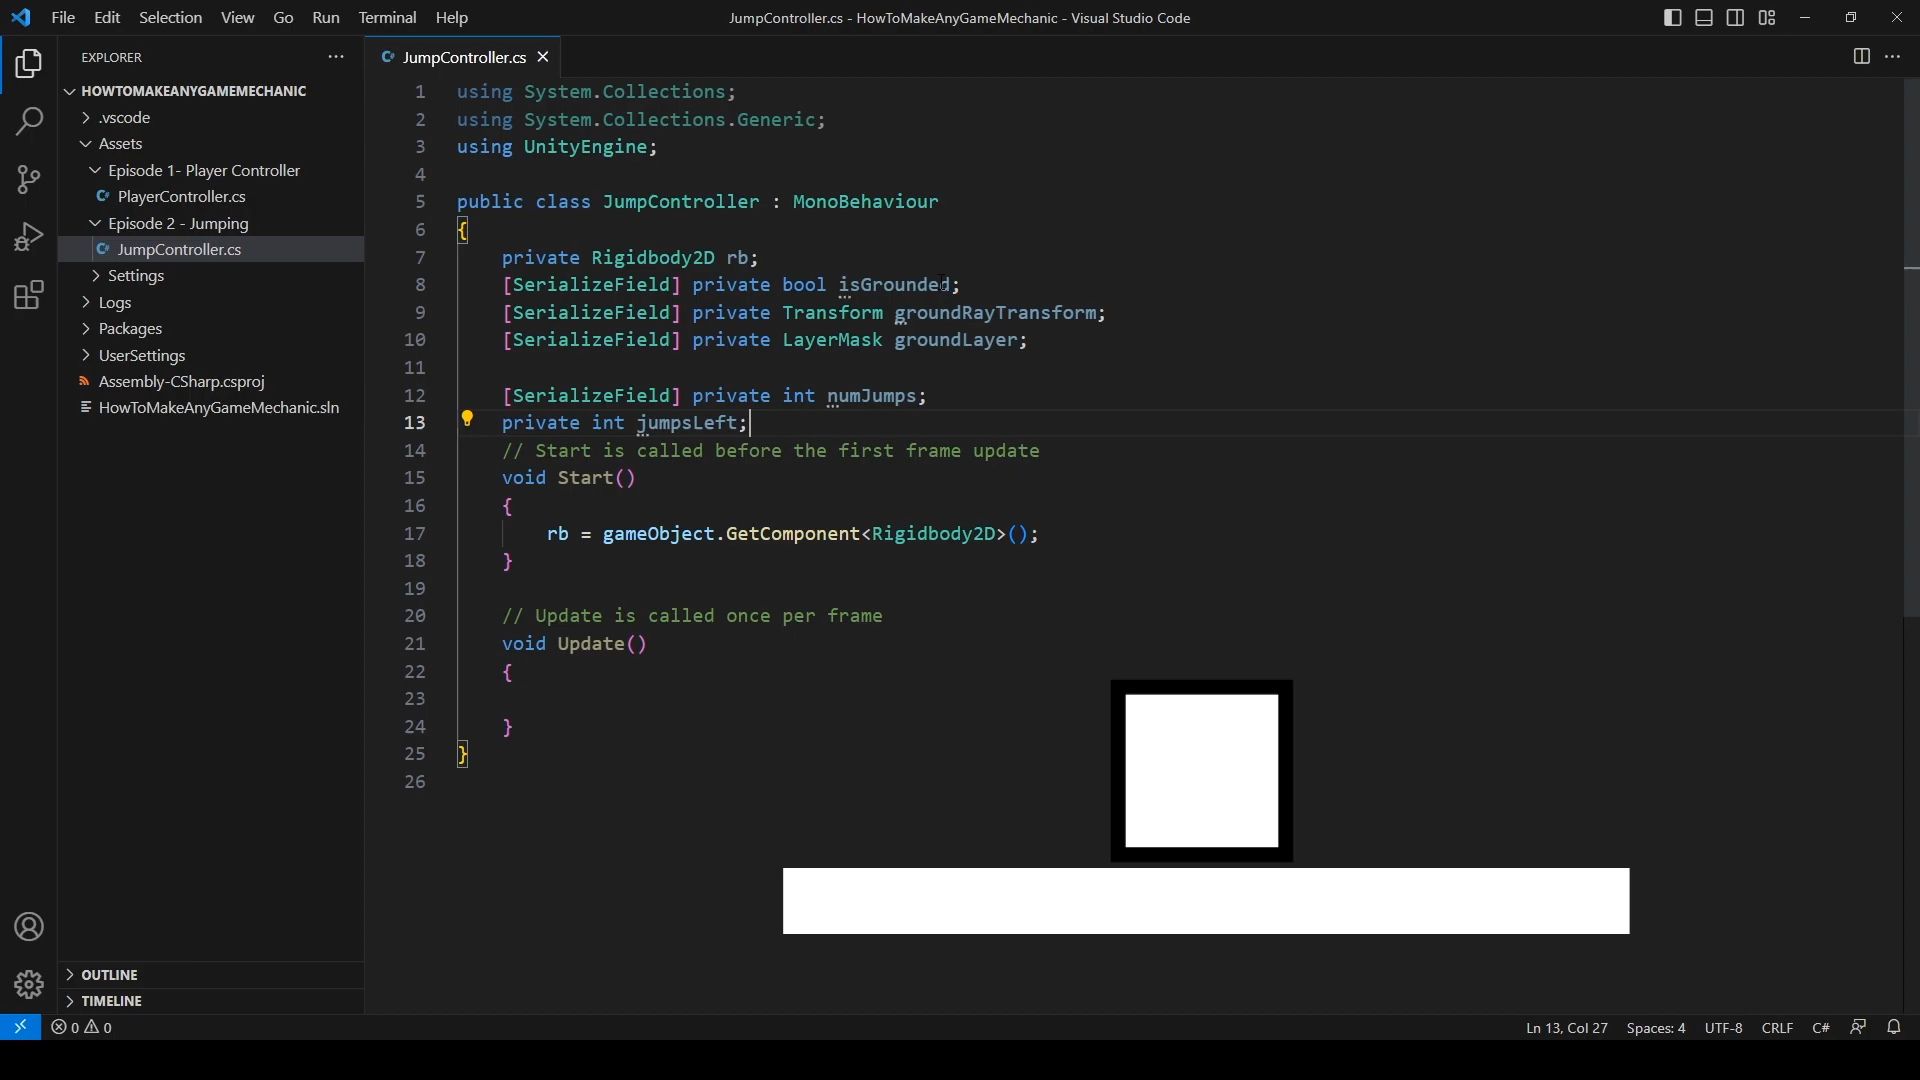 File Edit Selection View Go Run Terminal Help
JumpController.cs - HowToMakeAnyGameMechanic - Visual Studio Code
EXPLORER
HOWTOMAKEANYGAMEMECHANIC
.vscode
Assets
Episode 1- Player Controller
PlayerController.cs
Episode 2 - Jumping
JumpController.cs
Settings
Logs
Packages
UserSettings
Assembly-CSharp.csproj
HowToMakeAnyGameMechanic.sln
OUTLINE
TIMELINE
JumpController.cs
1 using System.Collections;
2 using System.Collections.Generic;
3 using UnityEngine;
4
5 public class JumpController : MonoBehaviour
6 {
7 private Rigidbody2D rb;
8 [SerializeField] private bool isGrounded;
9 [SerializeField] private Transform groundRayTransform;
10 [SerializeField] private LayerMask groundLayer;
11
12 [SerializeField] private int numJumps;
13 private int jumpsLeft;
14 // Start is called before the first frame update
15 void Start()
16 {
17 rb = gameObject.GetComponent<Rigidbody2D>();
18 }
19
20 // Update is called once per frame
21 void Update()
22 {
23
24 }
25 }
26
0 0
Ln 13, Col 27 Spaces: 4 UTF-8 CRLF C#